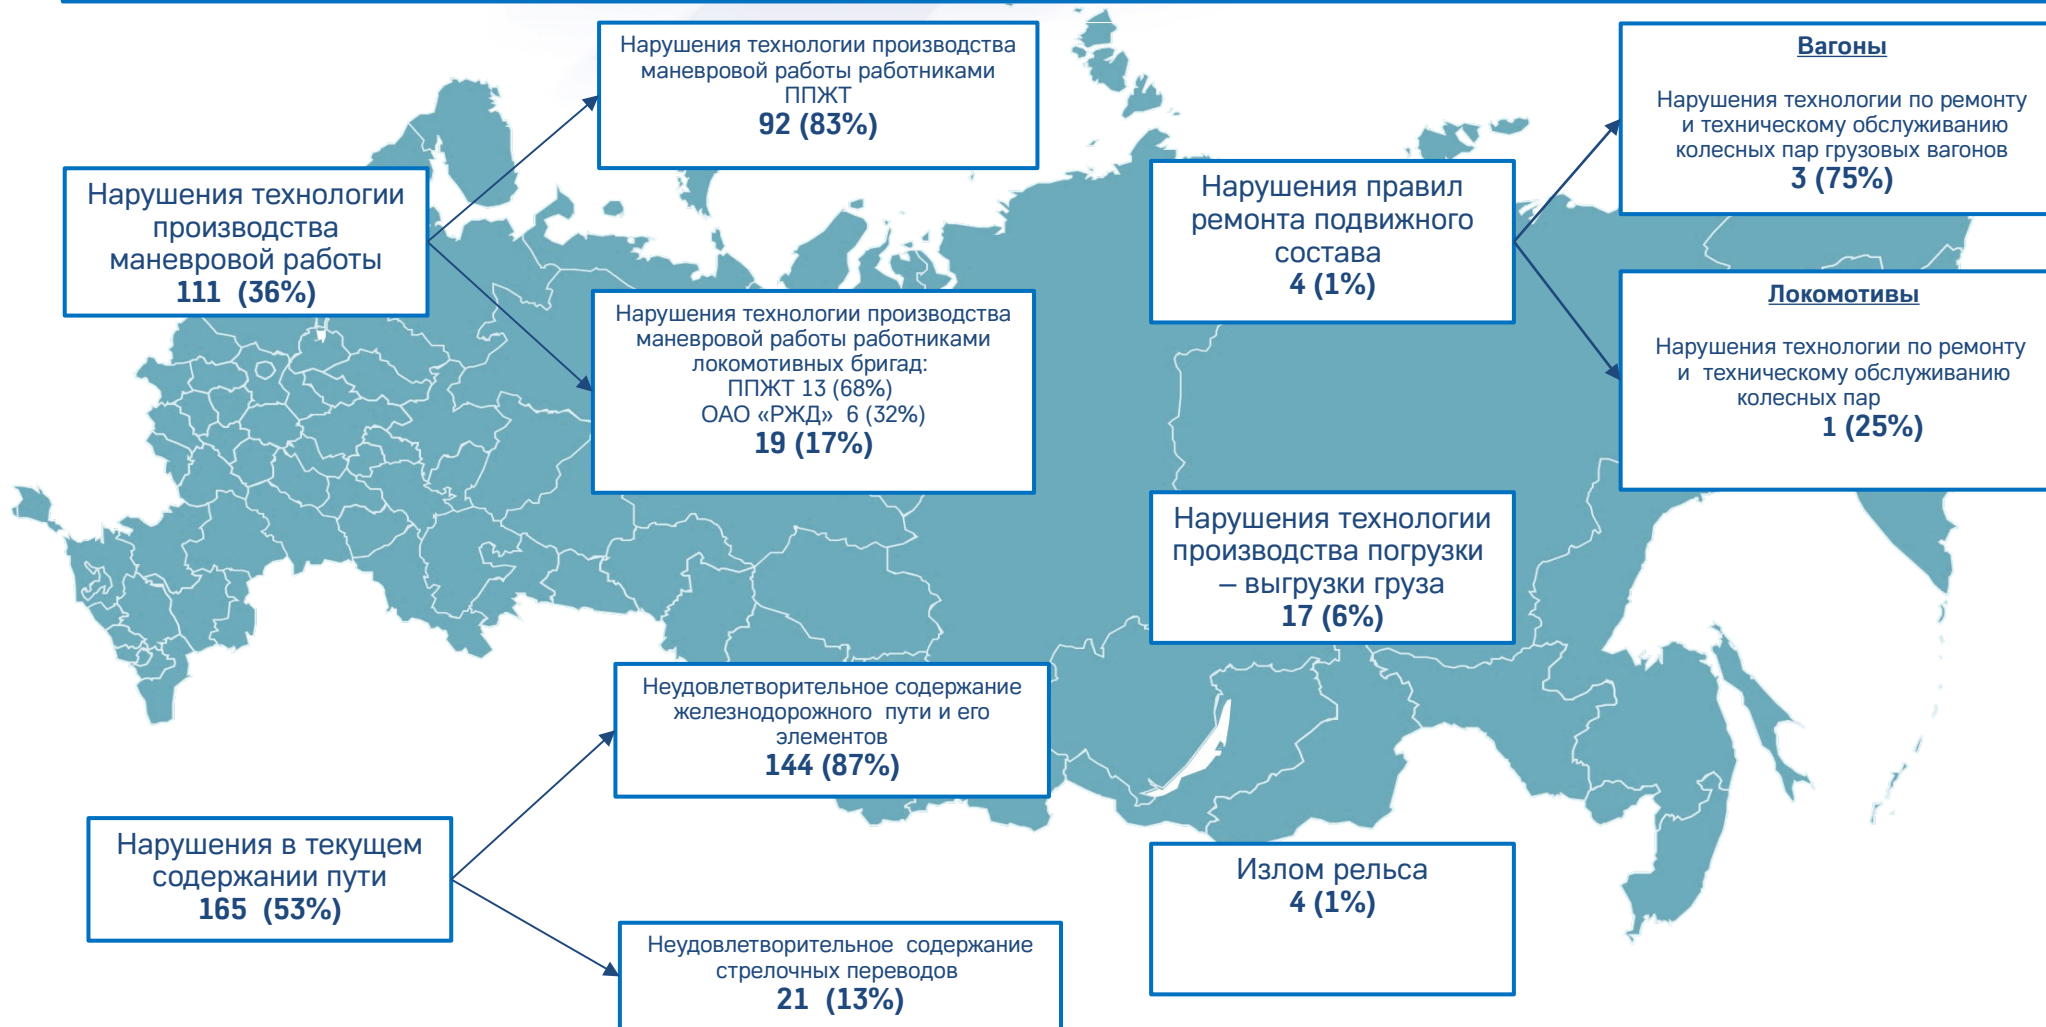 Нарушения технологии производства
маневровой работы работниками
ППЖТ
92 (83%)
Нарушения технологии
производства
маневровой работы
111 (36%)
Нарушения технологии производства
маневровой работы работниками
локомотивных бригад:
ППЖТ 13 (68%)
ОАО «РЖД» 6 (32%)
19 (17%)
Вагоны
Нарушения технологии по ремонту
и техническому обслуживанию
колесных пар грузовых вагонов
3 (75%)
Нарушения правил
ремонта подвижного
состава
4 (1%)
Локомотивы
Нарушения технологии по ремонту
и техническому обслуживанию
колесных пар
1 (25%)
Нарушения технологии
производства погрузки
– выгрузки груза
17 (6%)
Неудовлетворительное содержание
железнодорожного пути и его
элементов
144 (87%)
Нарушения в текущем
содержании пути
165 (53%)
Неудовлетворительное содержание
стрелочных переводов
21 (13%)
Излом рельса
4 (1%)